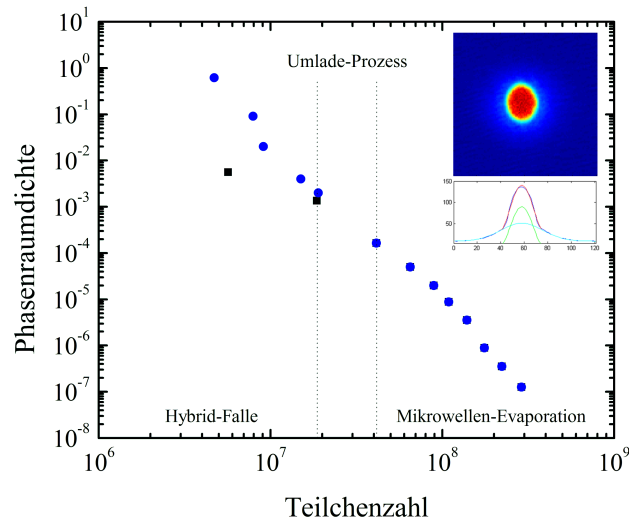 10^1
10^0
10^-1
10^-2
10^-3
10^-4
10^-5
10^-6
10^-7
10^-8
Phasenraumdichte
Umlade-Prozess
150
100
50
0 20 40 60 80 100 120
Hybrid-Falle
Mikrowellen-Evaporation
10^6 10^7 10^8 10^9
Teilchenzahl